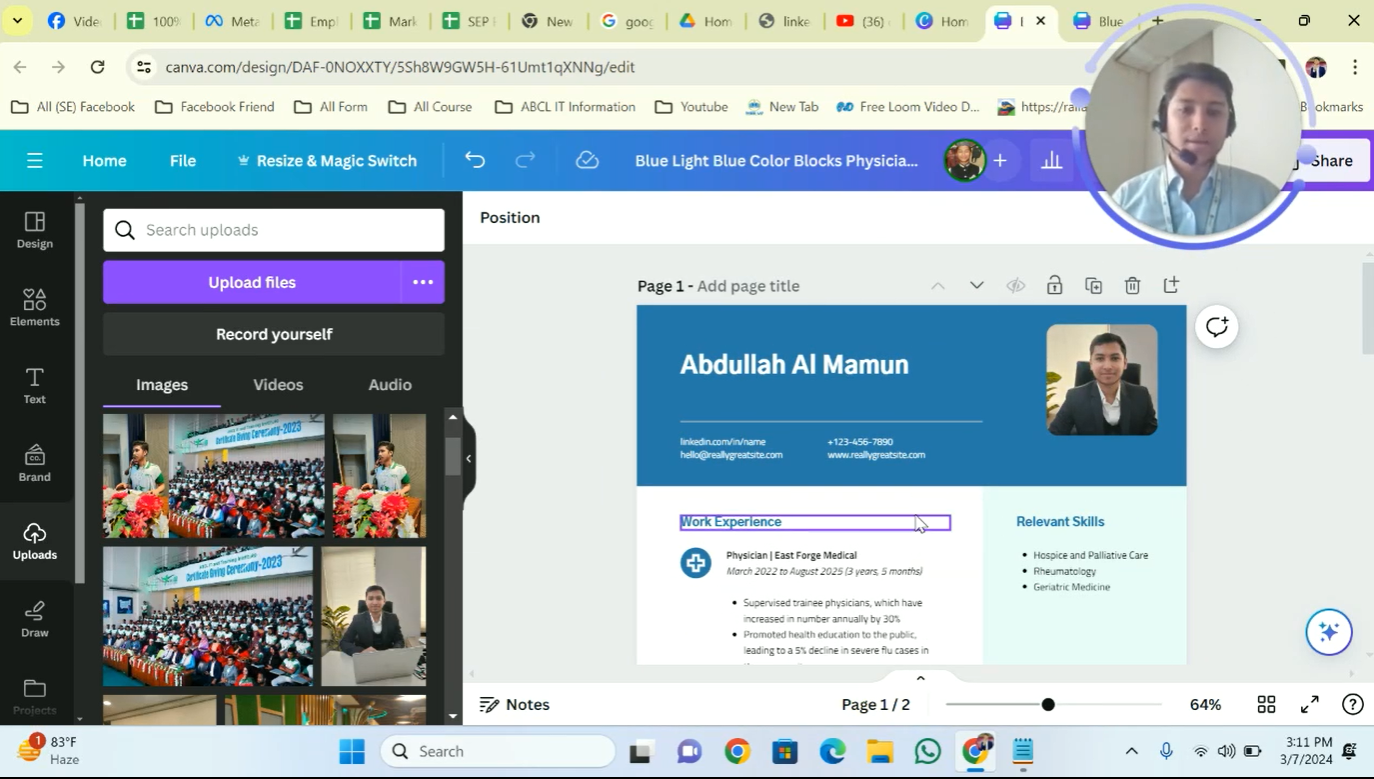 Vide
100%
Meta
Empl
Mark
SEP F
New
goog
Hom
linke
(36)
Hom
Blue
canva.com/design/DAF-0NOXXTY/5Sh8W9GW5H-61Umt1qXNNg/edit
All (SE) Facebook
Facebook Friend
All Form
All Course
ABCL IT Information
Youtube
New Tab
Free Loom Video D...
Bookmarks
Home
File
Resize & Magic Switch
Blue Light Blue Color Blocks Physicia...
Share
Design
Elements
Text
Brand
Uploads
Draw
Projects
Search uploads
Upload files
Record yourself
Images
Videos
Audio
Certificate Giving Ceremony-2023
Certificate Giving Ceremony-2023
Position
Page 1 - Add page title
Abdullah Al Mamun
linkedin.com/in/name
+123-456-7890
hello@reallygreatsite.com
www.reallygreatsite.com
Work Experience
Physician | East Forge Medical
March 2022 to August 2025 (3 years, 5 months)
Supervised trainee physicians, which have
increased in number annually by 30%
Promoted health education to the public,
leading to a 5% decline in severe flu cases in
Relevant Skills
Hospice and Palliative Care
Rheumatology
Geriatric Medicine
Notes
Page 1 / 2
64%
1
83°F
Haze
Search
3:11 PM
3/7/2024